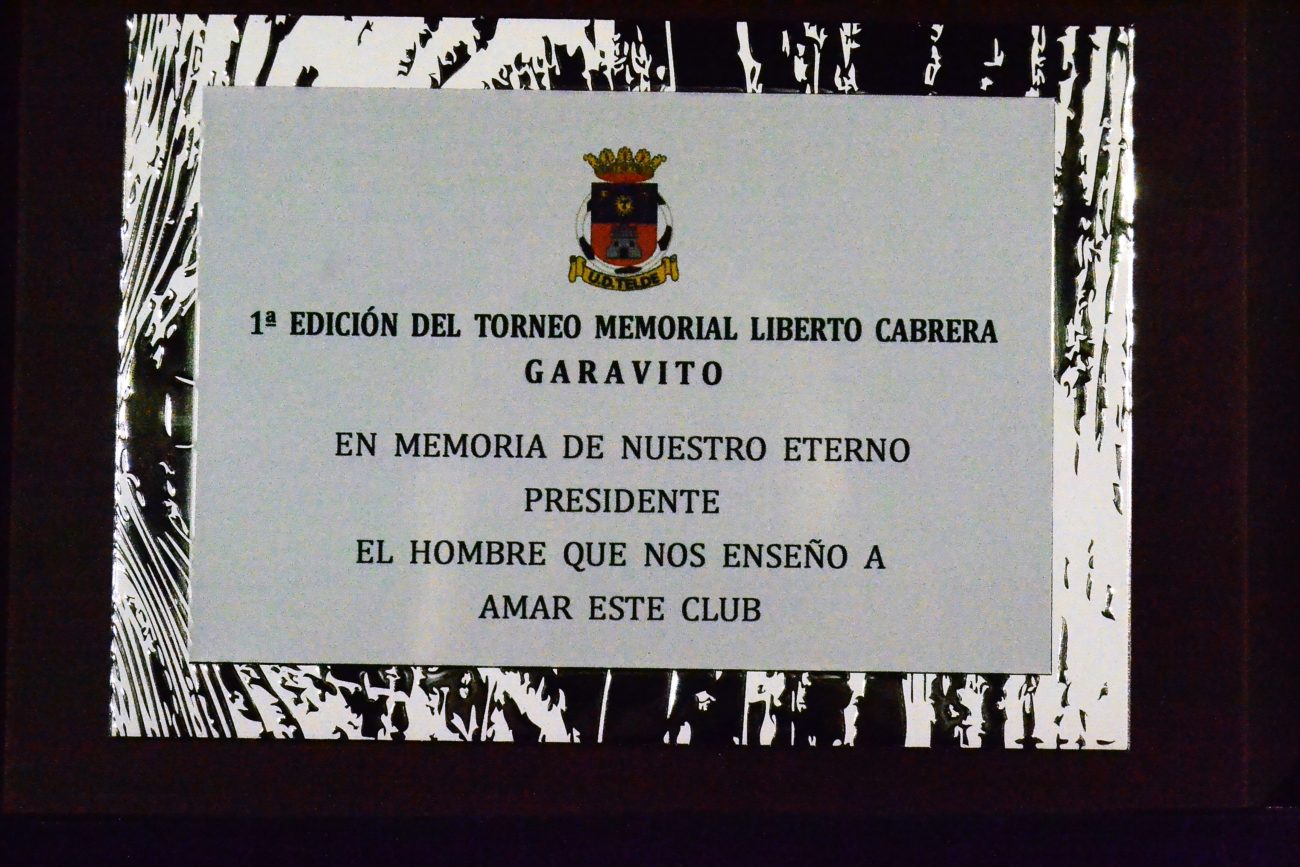 U.D. TELDE
1ª EDICIÓN DEL TORNEO MEMORIAL LIBERTO CABRERA
GARAVITO
EN MEMORIA DE NUESTRO ETERNO
PRESIDENTE
EL HOMBRE QUE NOS ENSEÑO A
AMAR ESTE CLUB